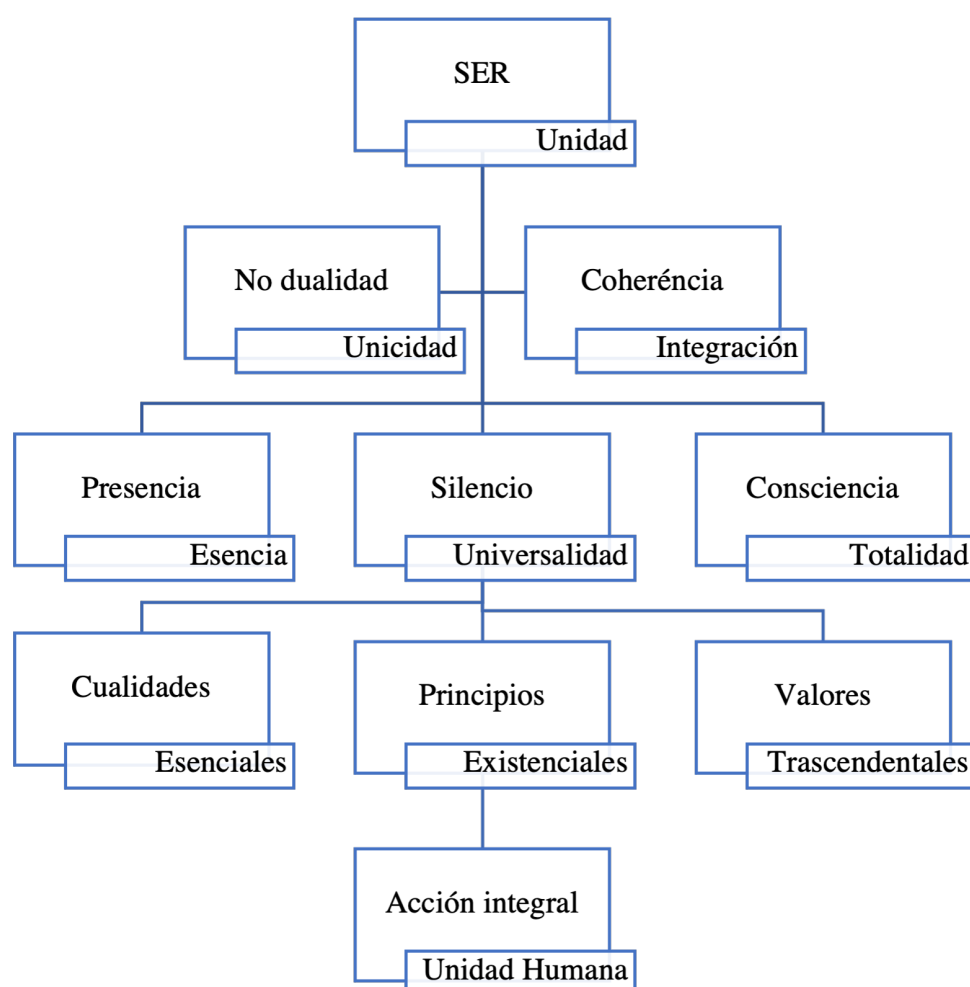 SER
Unidad
No dualidad
Unicidad
Coheréncia
Integración
Presencia
Esencia
Silencio
Universalidad
Consciencia
Totalidad
Cualidades
Esenciales
Principios
Existenciales
Valores
Trascendentales
Acción integral
Unidad Humana